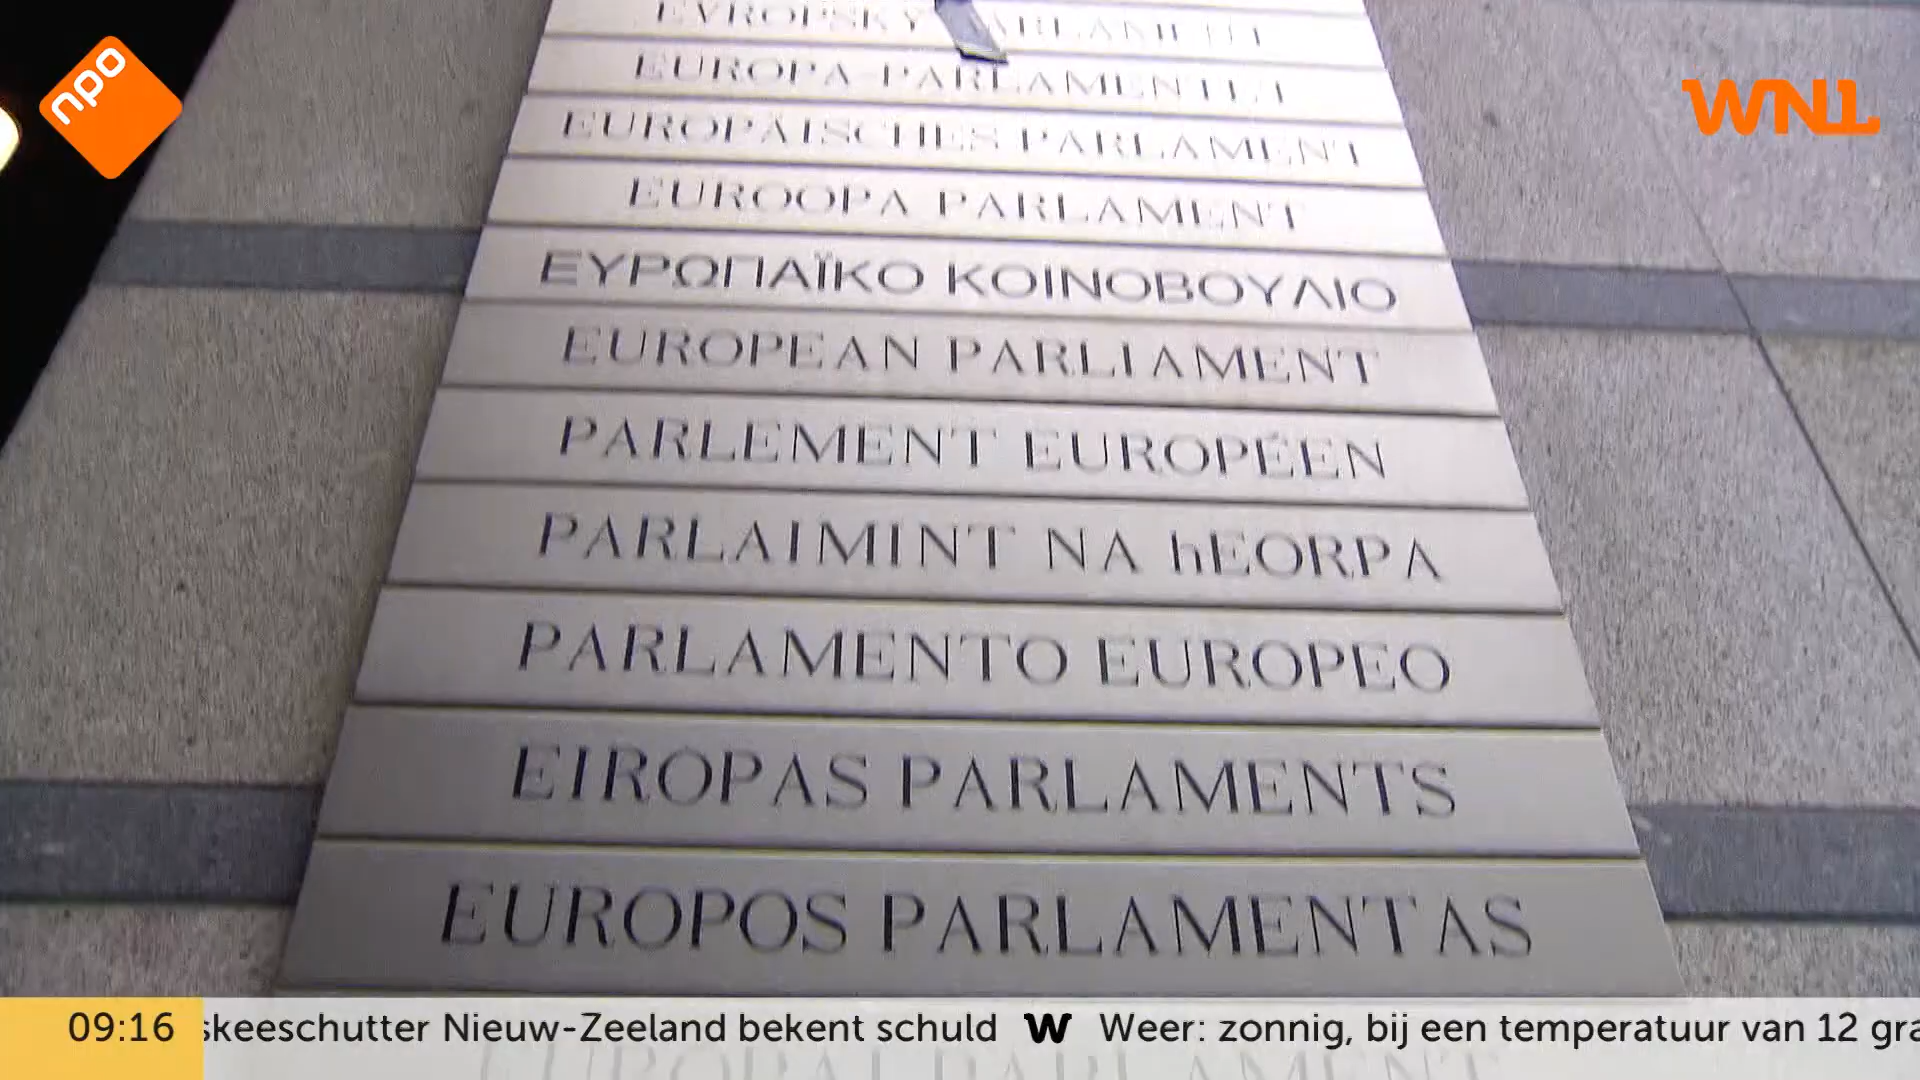 npo
WNL
EVROPSKÝ PARLAMENT
EUROPA-PARLAMENTET
EUROPÄISCHES PARLAMENT
EUROOPA PARLAMENT
ΕΥΡΩΠΑΪΚΟ ΚΟΙΝΟΒΟΥΛΙΟ
EUROPEAN PARLIAMENT
PARLEMENT EUROPÉEN
PARLAIMINT NA hEORPA
PARLAMENTO EUROPEO
EIROPAS PARLAMENTS
EUROPOS PARLAMENTAS
09:16 skeeschutter Nieuw-Zeeland bekent schuld W Weer: zonnig, bij een temperatuur van 12 gra